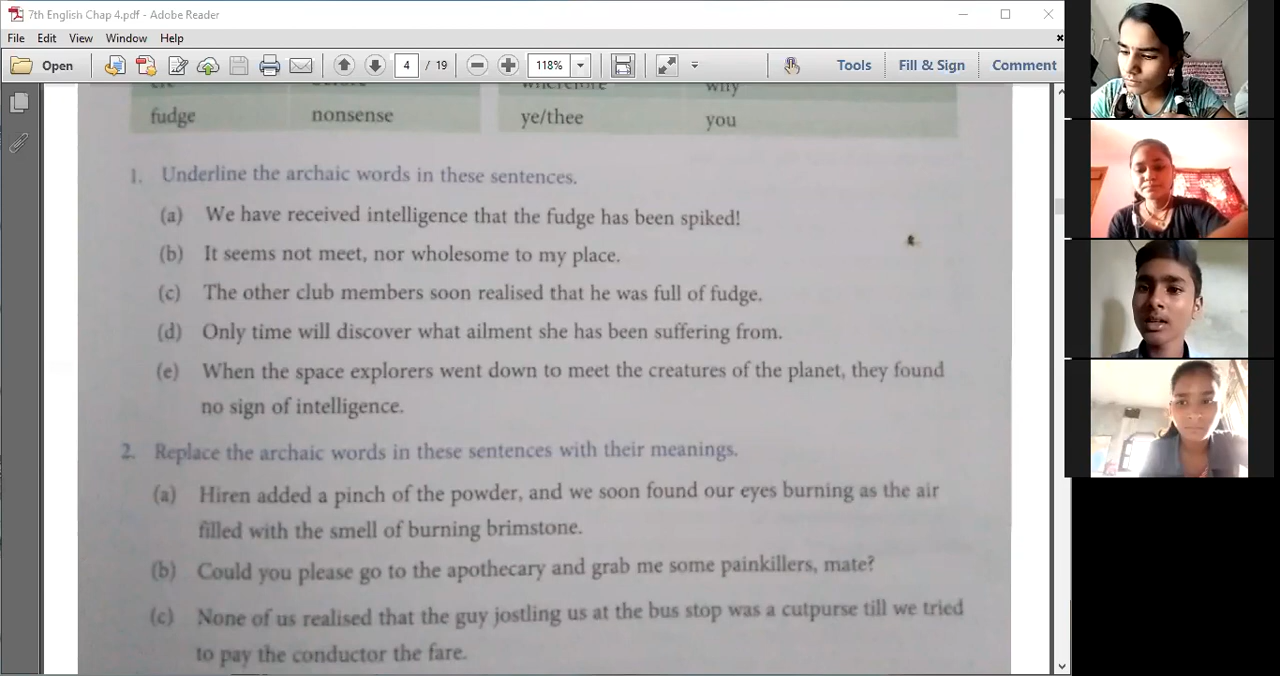 7th English Chap 4.pdf - Adobe Reader
File Edit View Window Help
Open 4 / 19 118% Tools Fill & Sign Comment
wherefore why
fudge nonsense ye/thee you
1. Underline the archaic words in these sentences.
(a) We have received intelligence that the fudge has been spiked!
(b) It seems not meet, nor wholesome to my place.
(c) The other club members soon realised that he was full of fudge.
(d) Only time will discover what ailment she has been suffering from.
(e) When the space explorers went down to meet the creatures of the planet, they found
no sign of intelligence.
2. Replace the archaic words in these sentences with their meanings.
(a) Hiren added a pinch of the powder, and we soon found our eyes burning as the air
filled with the smell of burning brimstone.
(b) Could you please go to the apothecary and grab me some painkillers, mate?
(c) None of us realised that the guy jostling us at the bus stop was a cutpurse till we tried
to pay the conductor the fare.